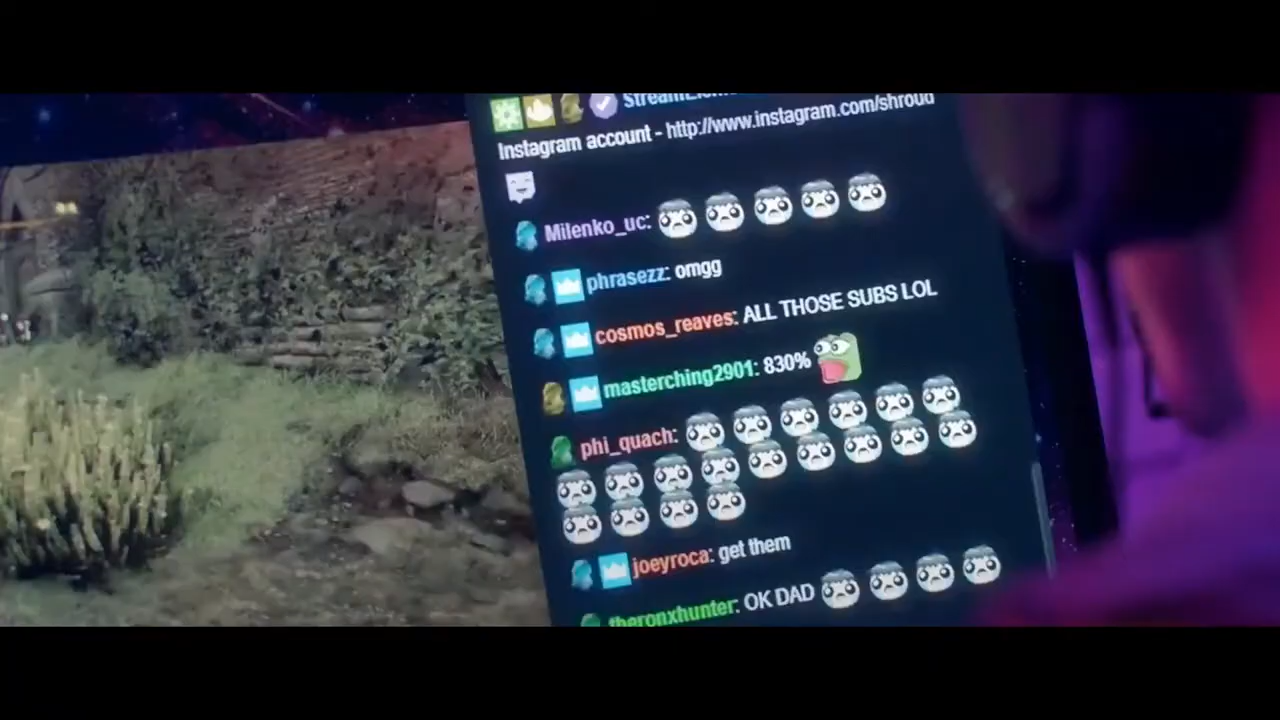 Instagram account - http://www.instagram.com/shroud
Milenko_uc:
phrasezz: omgg
cosmos_reaves: ALL THOSE SUBS LOL
masterching2901: 830%
phi_quach:
joeyroca: get them
theronxhunter: OK DAD